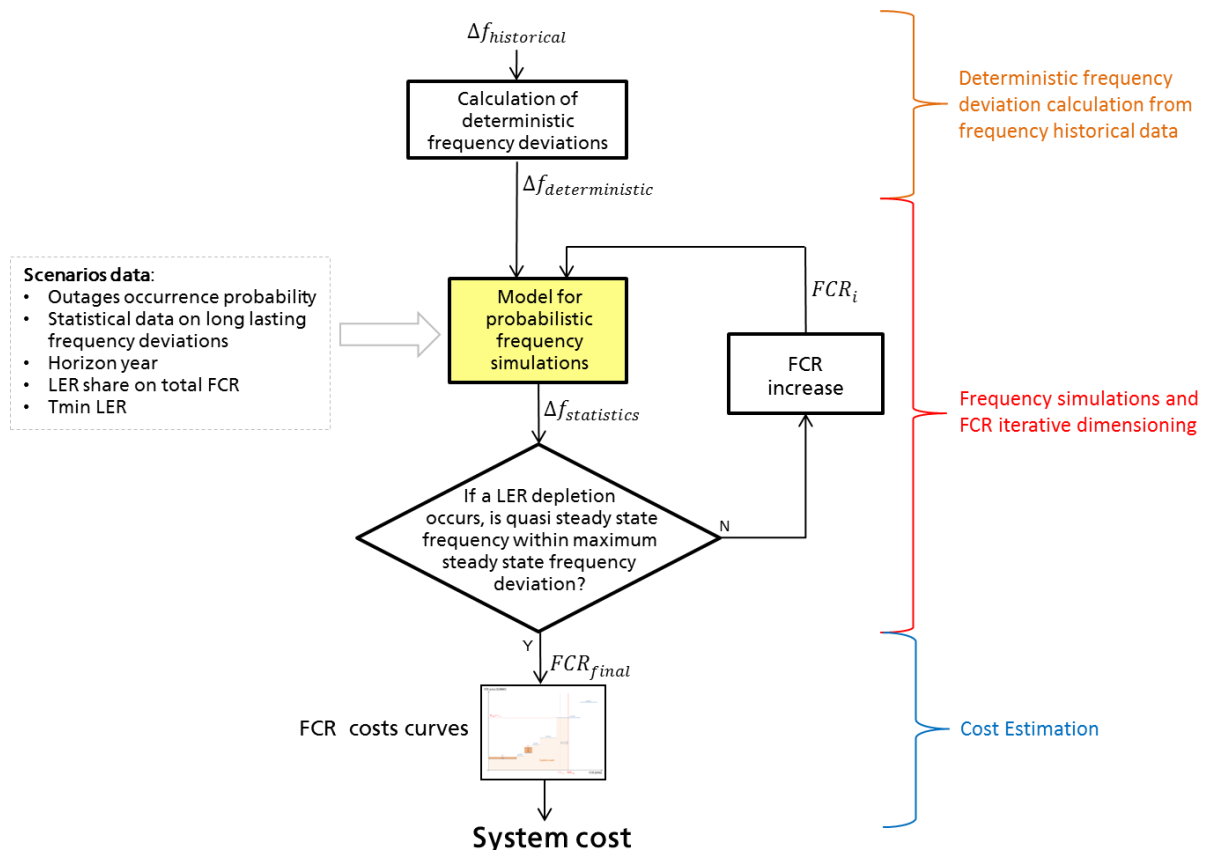 Δf_historical
Calculation of
deterministic
frequency deviations
Deterministic frequency
deviation calculation from
frequency historical data
Δf_deterministic
Scenarios data:
• Outages occurrence probability
• Statistical data on long lasting
frequency deviations
• Horizon year
• LER share on total FCR
• Tmin LER
Model for
probabilistic
frequency
simulations
FCR_i
FCR
increase
Δf_statistics
Frequency simulations and
FCR iterative dimensioning
If a LER depletion
occurs, is quasi steady state
frequency within maximum
steady state frequency
deviation?
N
Y
FCR_final
FCR costs curves
Cost Estimation
System cost